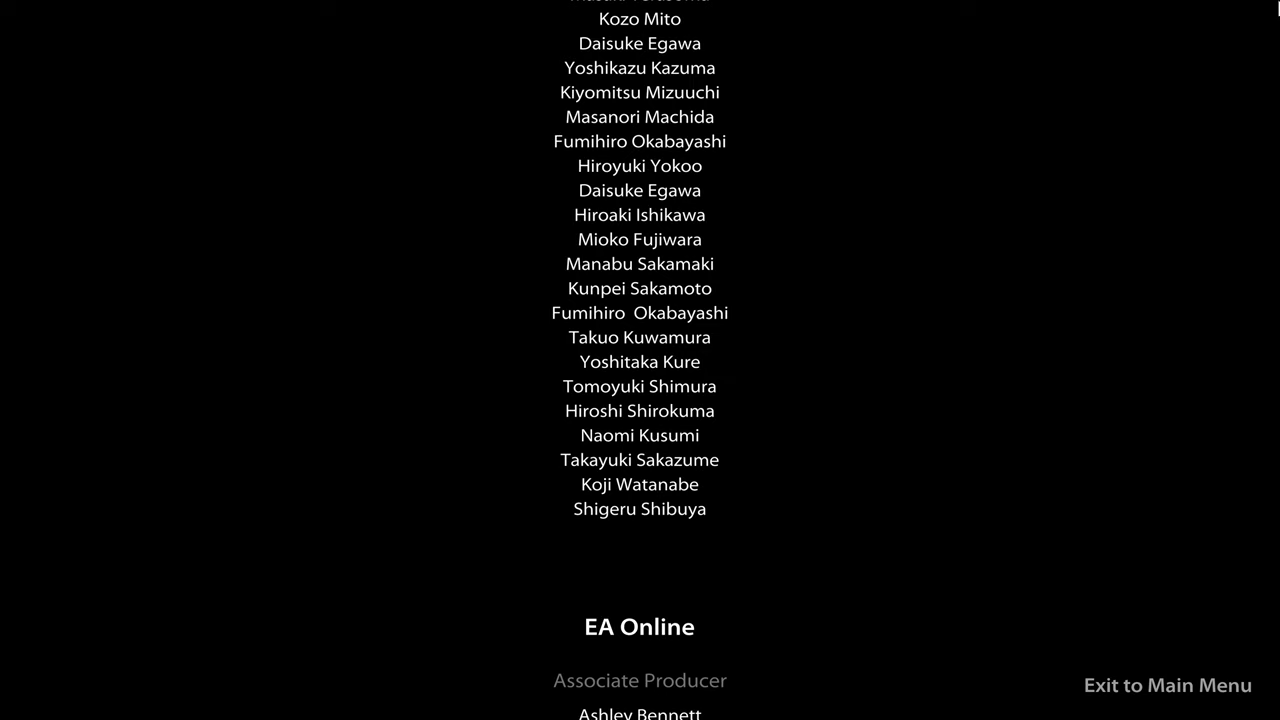 Kozo Mito
Daisuke Egawa
Yoshikazu Kazuma
Kiyomitsu Mizuuchi
Masanori Machida
Fumihiro Okabayashi
Hiroyuki Yokoo
Daisuke Egawa
Hiroaki Ishikawa
Mioko Fujiwara
Manabu Sakamaki
Kunpei Sakamoto
Fumihiro  Okabayashi
Takuo Kuwamura
Yoshitaka Kure
Tomoyuki Shimura
Hiroshi Shirokuma
Naomi Kusumi
Takayuki Sakazume
Koji Watanabe
Shigeru Shibuya
EA Online
Associate Producer
Exit to Main Menu
Ashley Bennett